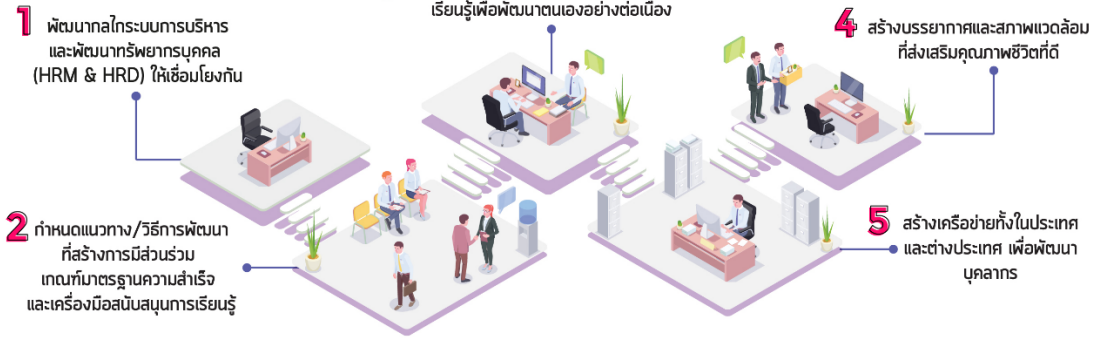 1
พัฒนากลไกระบบการบริหาร
และพัฒนาทรัพยากรบุคคล
(HRM & HRD) ให้เชื่อมโยงกัน
2
กำหนดแนวทาง/วิธีการพัฒนา
ที่สร้างการมีส่วนร่วม
เกณฑ์มาตรฐานความสำเร็จ
และเครื่องมือสนับสนุนการเรียนรู้
เรียนรู้เพื่อพัฒนาตนเองอย่างต่อเนื่อง
4
สร้างบรรยากาศและสภาพแวดล้อม
ที่ส่งเสริมคุณภาพชีวิตที่ดี
5
สร้างเครือข่ายทั้งในประเทศ
และต่างประเทศ เพื่อพัฒนา
บุคลากร